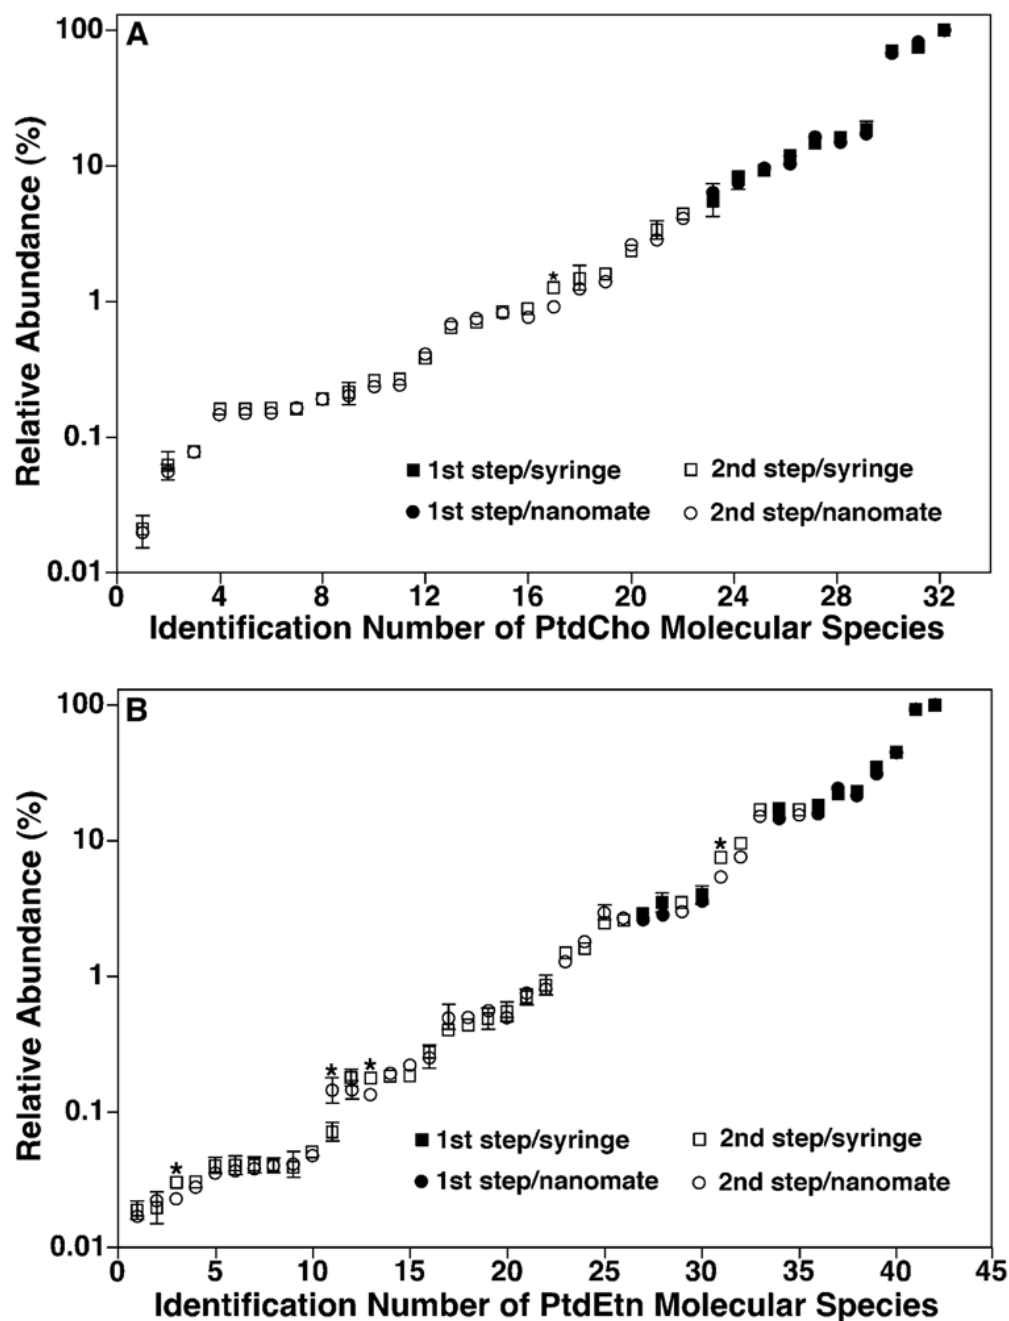 A
Relative Abundance (%)
100
10
1
0.1
0.01
*
1st step/syringe
2nd step/syringe
1st step/nanomate
2nd step/nanomate
0 4 8 12 16 20 24 28 32
Identification Number of PtdCho Molecular Species
B
Relative Abundance (%)
100
10
1
0.1
0.01
*
*
*
*
1st step/syringe
2nd step/syringe
1st step/nanomate
2nd step/nanomate
0 5 10 15 20 25 30 35 40 45
Identification Number of PtdEtn Molecular Species